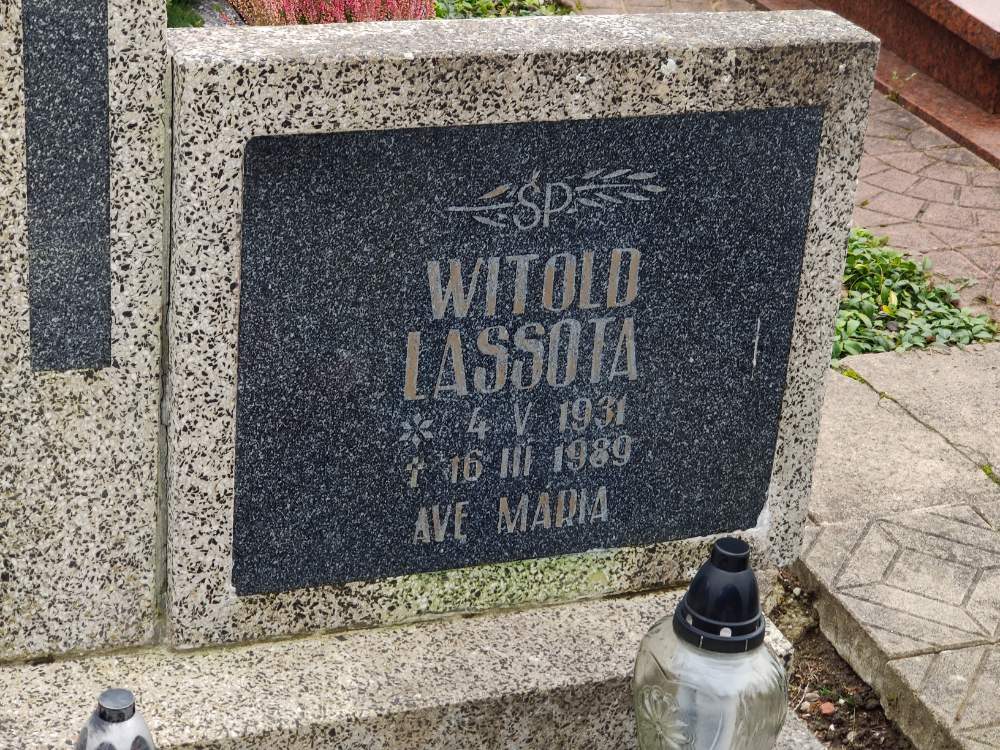 ŚP.
WITOLD
LASSOTA
* 4 V 1931
† 16 III 1989
AVE MARIA